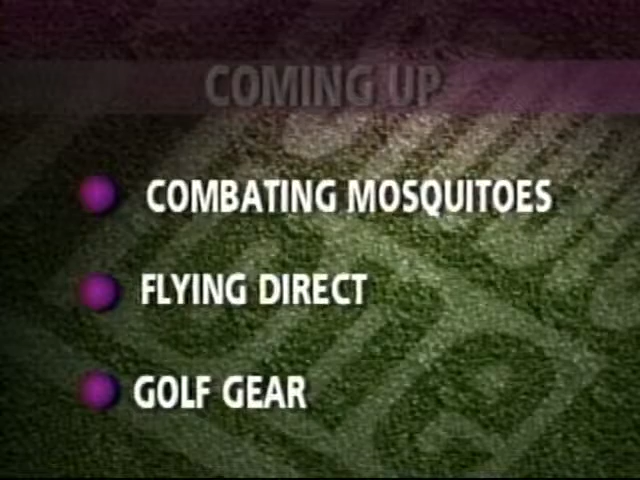 COMING UP
COMBATING MOSQUITOES
FLYING DIRECT
GOLF GEAR